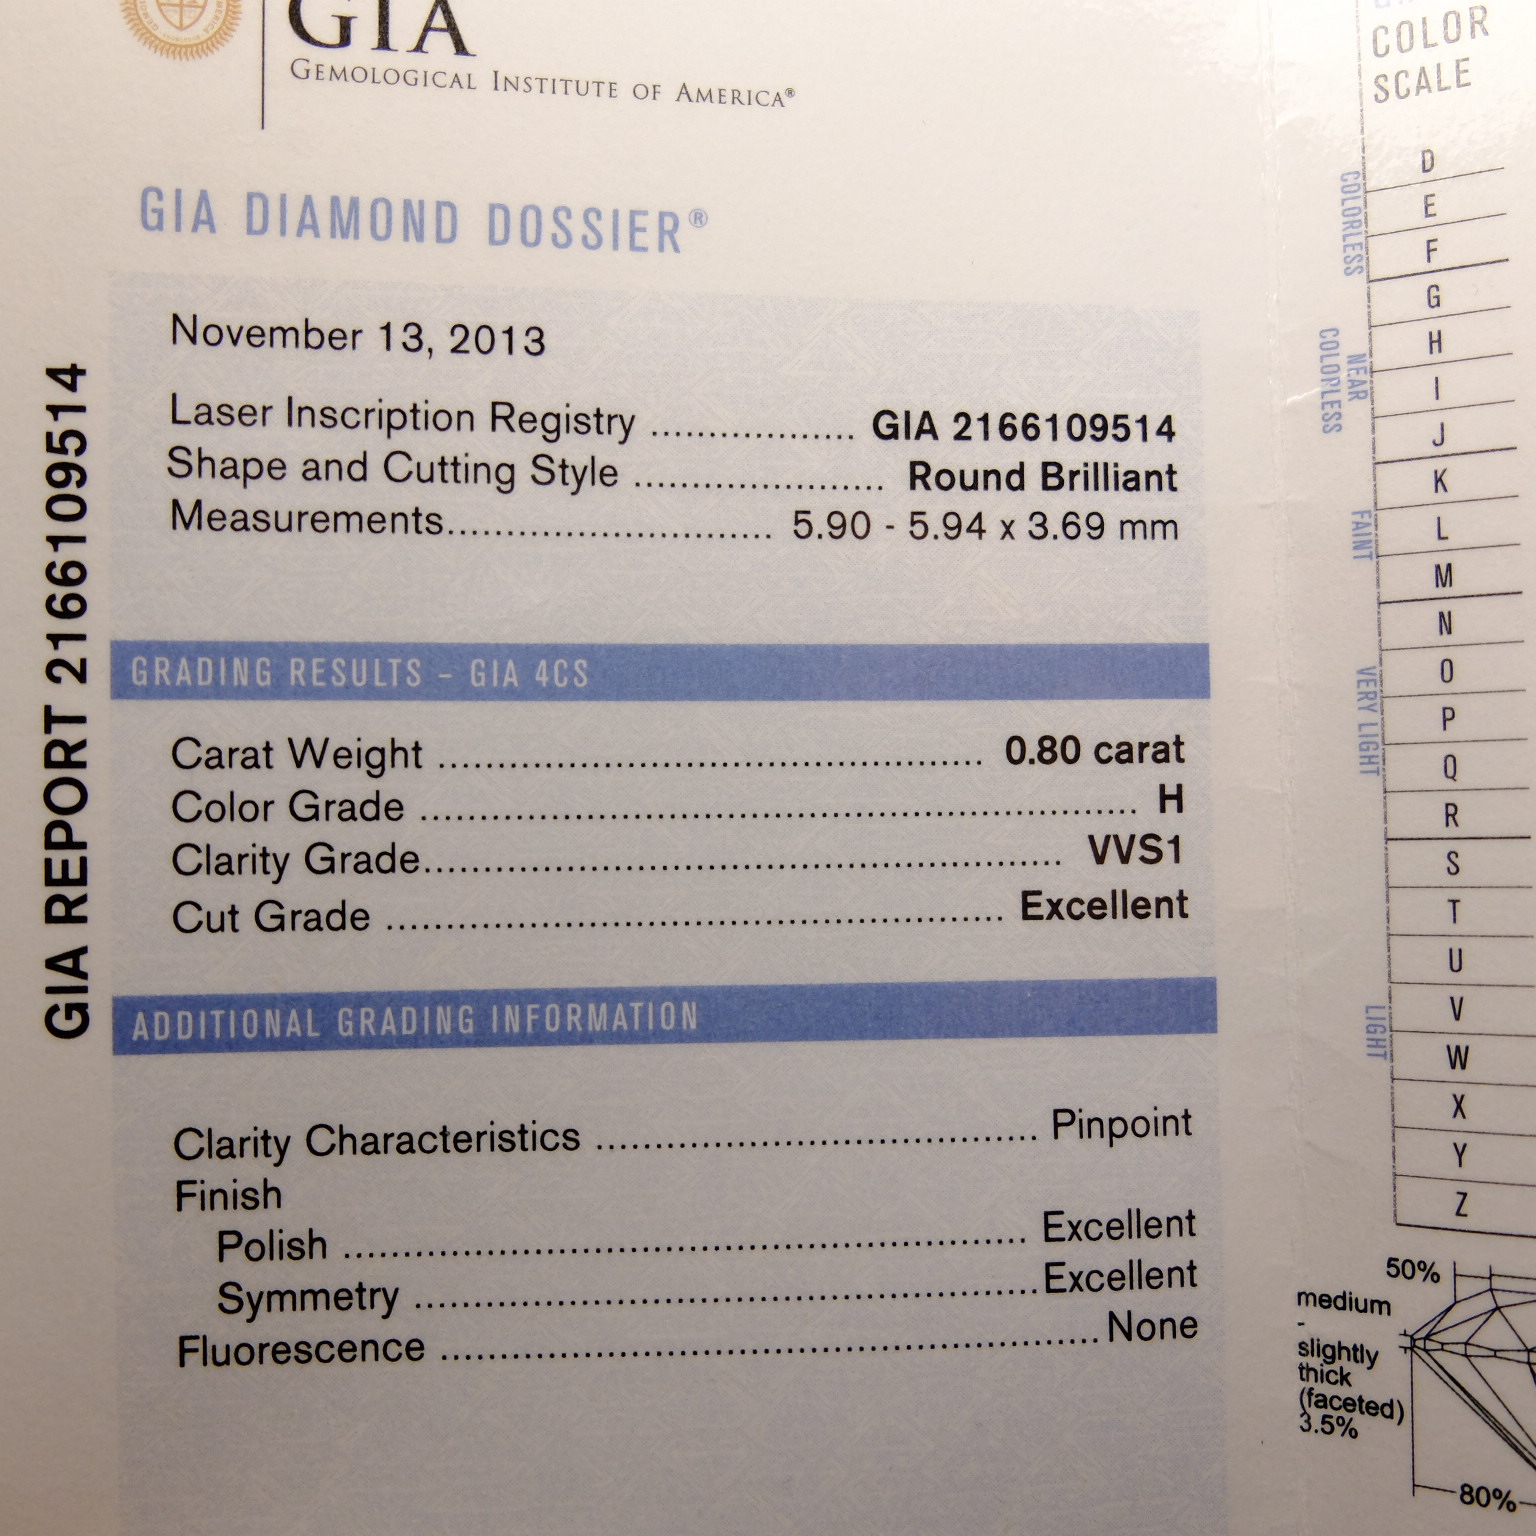 GIA
GEMOLOGICAL INSTITUTE OF AMERICA®
GIA DIAMOND DOSSIER®
GIA REPORT 2166109514
November 13, 2013
Laser Inscription Registry .................. GIA 2166109514
Shape and Cutting Style ...................... Round Brilliant
Measurements............................ 5.90 - 5.94 x 3.69 mm
GRADING RESULTS – GIA 4CS
Carat Weight ............................................... 0.80 carat
Color Grade .............................................................. H
Clarity Grade....................................................... VVS1
Cut Grade ..................................................... Excellent
ADDITIONAL GRADING INFORMATION
Clarity Characteristics ...................................... Pinpoint
Finish
Polish .......................................................... Excellent
Symmetry ..................................................... Excellent
Fluorescence ........................................................ None
COLOR
SCALE
COLORLESS
D
E
F
NEAR
COLORLESS
G
H
I
J
FAINT
K
L
M
VERY LIGHT
N
O
P
Q
R
LIGHT
S
T
U
V
W
X
Y
Z
50%
medium
-
slightly
thick
(faceted)
3.5%
80%